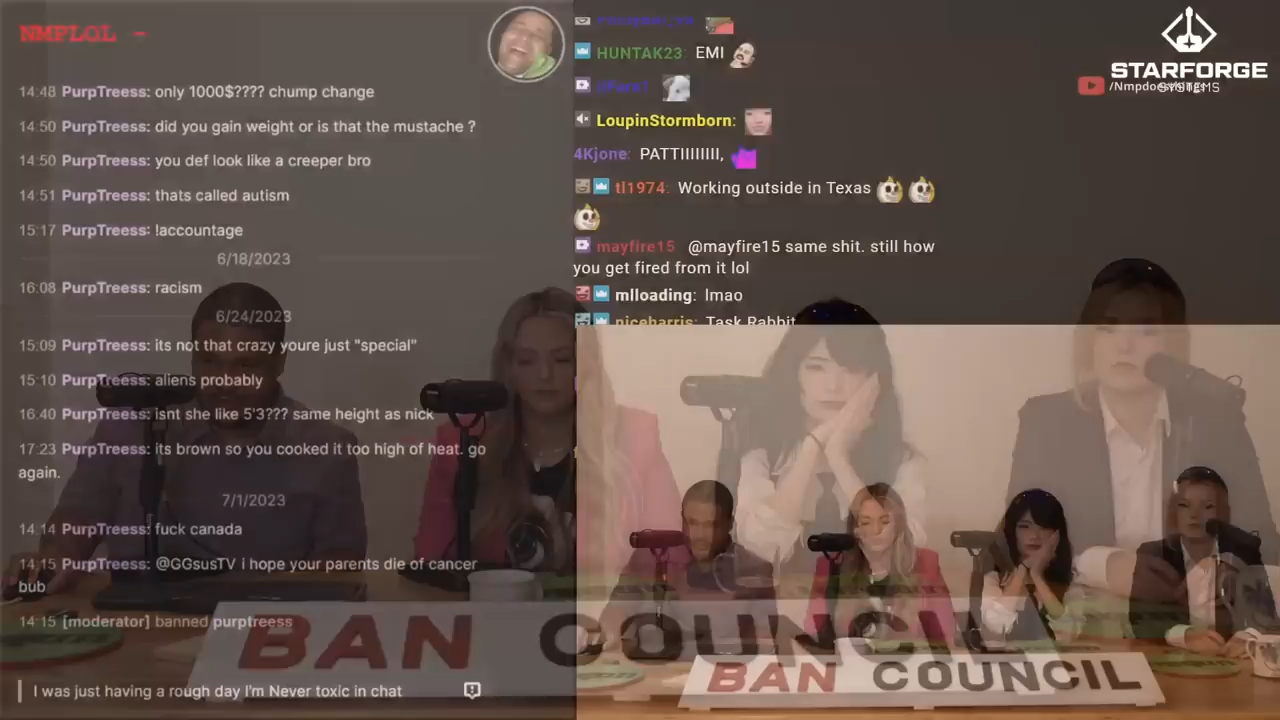 NMPLOL
14:48 PurpTreess: only 1000$???? chump change
14:50 PurpTreess: did you gain weight or is that the mustache ?
14:50 PurpTreess: you def look like a creeper bro
14:51 PurpTreess: thats called autism
15:17 PurpTreess: !accountage
6/18/2023
16:08 PurpTreess: racism
6/24/2023
15:09 PurpTreess: its not that crazy youre just "special"
15:10 PurpTreess: aliens probably
16:40 PurpTreess: isnt she like 5'3??? same height as nick
17:23 PurpTreess: its brown so you cooked it too high of heat. go
again.
7/1/2023
14:14 PurpTreess: fuck canada
14:15 PurpTreess: @GGsusTV i hope your parents die of cancer
bub
14:15 [moderator] banned purptreess
I was just having a rough day I'm Never toxic in chat
HUNTAK23: EMI
LoupinStormborn:
4Kjone: PATTIIIIIIII,
tl1974: Working outside in Texas
mayfire15 @mayfire15 same shit. still how
you get fired from it lol
mlloading: lmao
niceharris: Task Rabbit
STARFORGE
SYSTEMS
BAN COUNCIL
BAN COUNCIL